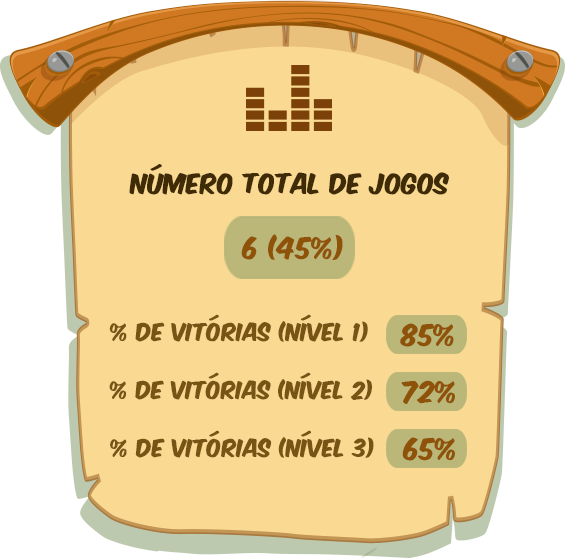 NÚMERO TOTAL DE JOGOS
6 (45%)
% DE VITÓRIAS (NÍVEL 1) 85%
% DE VITÓRIAS (NÍVEL 2) 72%
% DE VITÓRIAS (NÍVEL 3) 65%